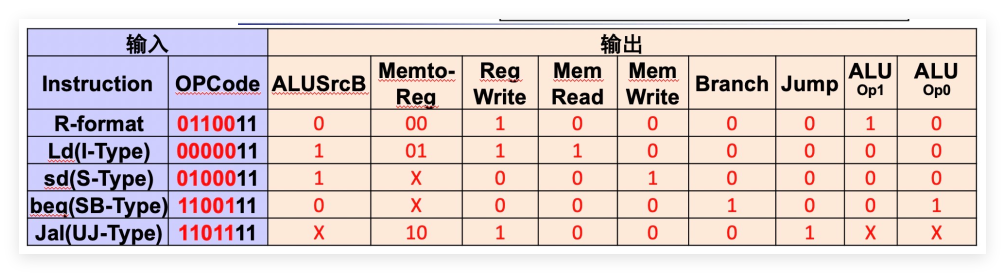 输入 输出
Instruction OPCode ALUSrcB Memto-Reg Reg Write Mem Read Mem Write Branch Jump ALU Op1 ALU Op0
R-format 0110011 0 00 1 0 0 0 0 1 0
Ld(I-Type) 0000011 1 01 1 1 0 0 0 0 0
sd(S-Type) 0100011 1 X 0 0 1 0 0 0 0
beq(SB-Type) 1100111 0 X 0 0 0 1 0 0 1
Jal(UJ-Type) 1101111 X 10 1 0 0 0 1 X X